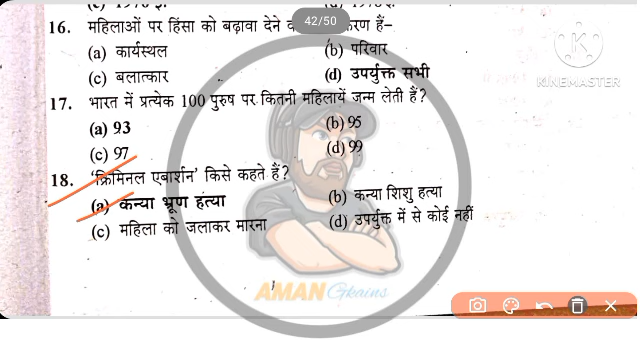 42/50
16. महिलाओं पर हिंसा को बढ़ावा देने हैं–
(a) कार्यस्थल (b) परिवार
(c) बलात्कार (d) उपर्युक्त सभी
17. भारत में प्रत्येक 100 पुरुष पर कितनी महिलायें जन्म लेती हैं?
(a) 93 (b) 95
(c) 97 (d) 99
18. ‘क्रिमिनल एबार्शन’ किसे कहते हैं?
(a) कन्या भ्रूण हत्या (b) कन्या शिशु हत्या
(c) महिला को जलाकर मारना (d) उपर्युक्त में से कोई नहीं
KINEMASTER
AMAN Gkains